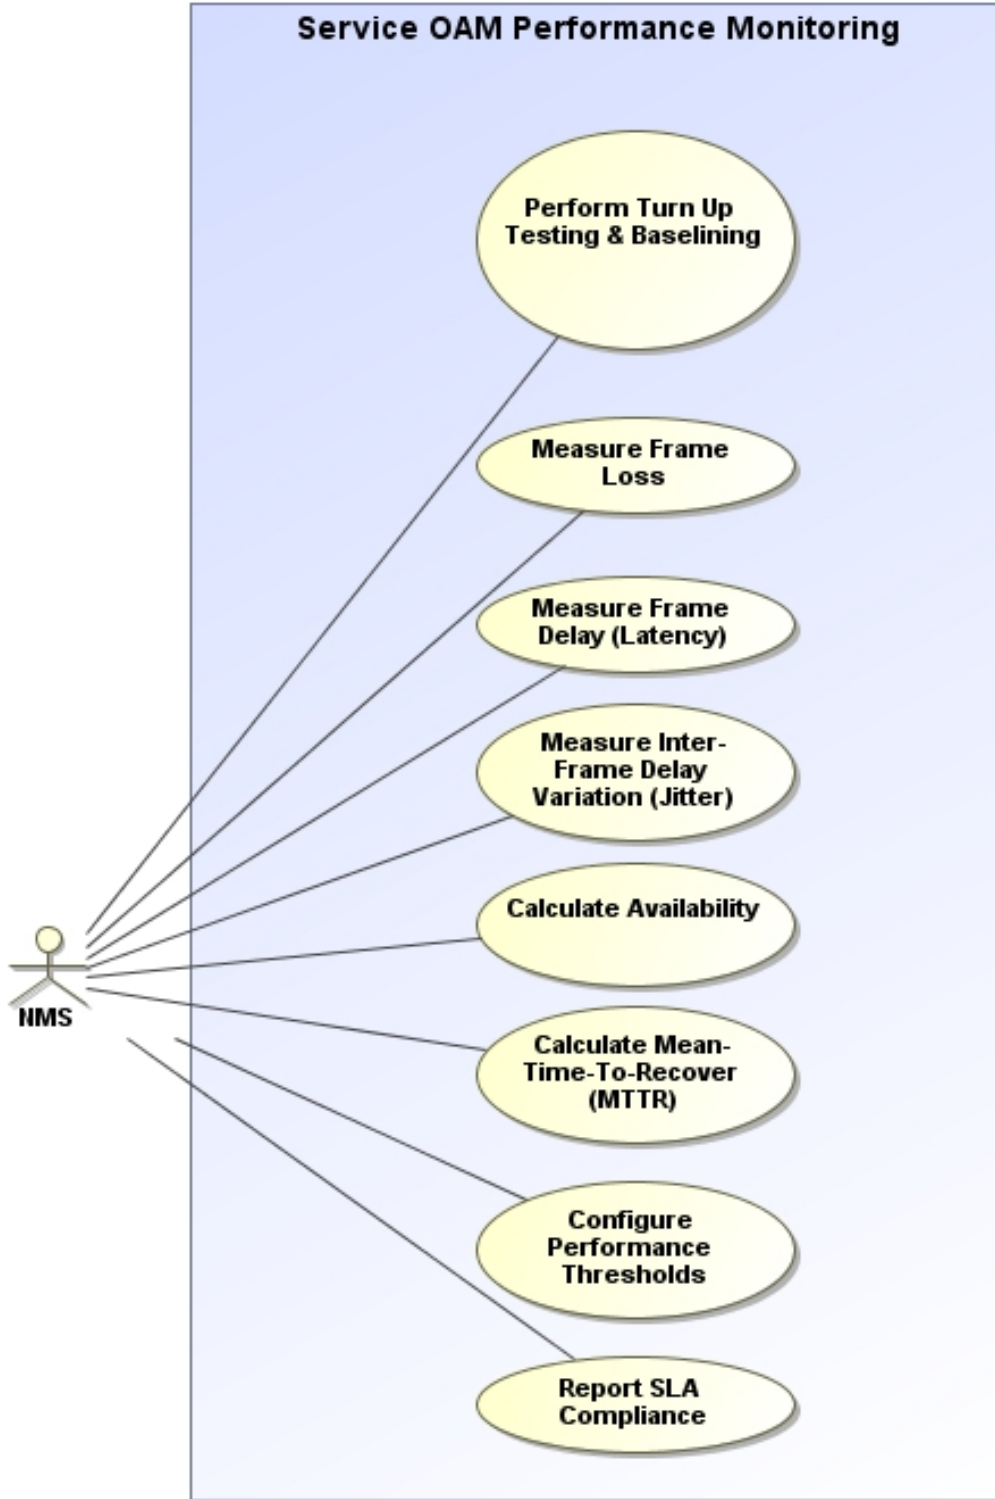 Service OAM Performance Monitoring
Perform Turn Up
Testing & Baselining
Measure Frame
Loss
Measure Frame
Delay (Latency)
Measure Inter-
Frame Delay
Variation (Jitter)
Calculate Availability
NMS
Calculate Mean-
Time-To-Recover
(MTTR)
Configure
Performance
Thresholds
Report SLA
Compliance